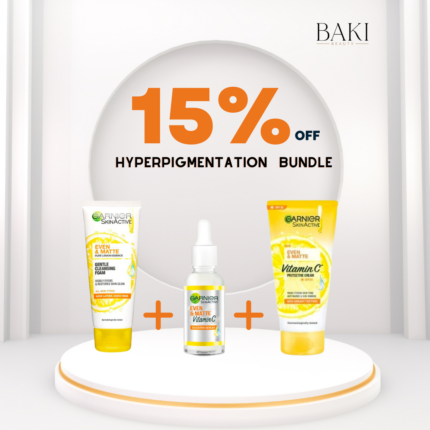 BAKI
BEAUTY
15% OFF
HYPERPIGMENTATION BUNDLE
GARNIER
SKINACTIVE
EVEN
& MATTE
GENTLE
CLEANSING
FOAM
+
GARNIER
SKINACTIVE
EVEN
& MATTE
Vitamin C
+
GARNIER
SKINACTIVE
EVEN
& MATTE
Vitamin C